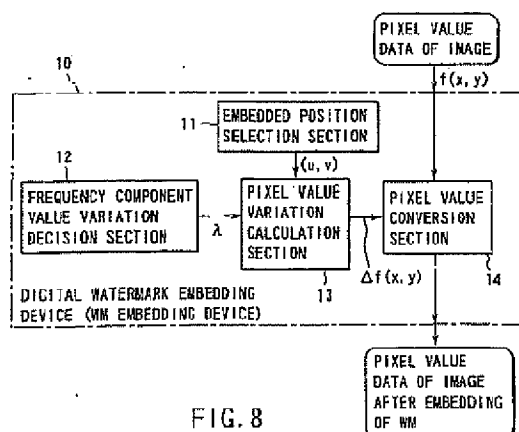 PIXEL VALUE
DATA OF IMAGE
10
f(x, y)
11
EMBEDDED POSITION
SELECTION SECTION
(u, v)
12
FREQUENCY COMPONENT
VALUE VARIATION
DECISION SECTION
λ
PIXEL VALUE
VARIATION
CALCULATION
SECTION
13
Δf(x, y)
PIXEL VALUE
CONVERSION
SECTION
14
DIGITAL WATERMARK EMBEDDING
DEVICE (WM EMBEDDING DEVICE)
PIXEL VALUE
DATA OF IMAGE
AFTER EMBEDDING
OF WM
FIG. 8